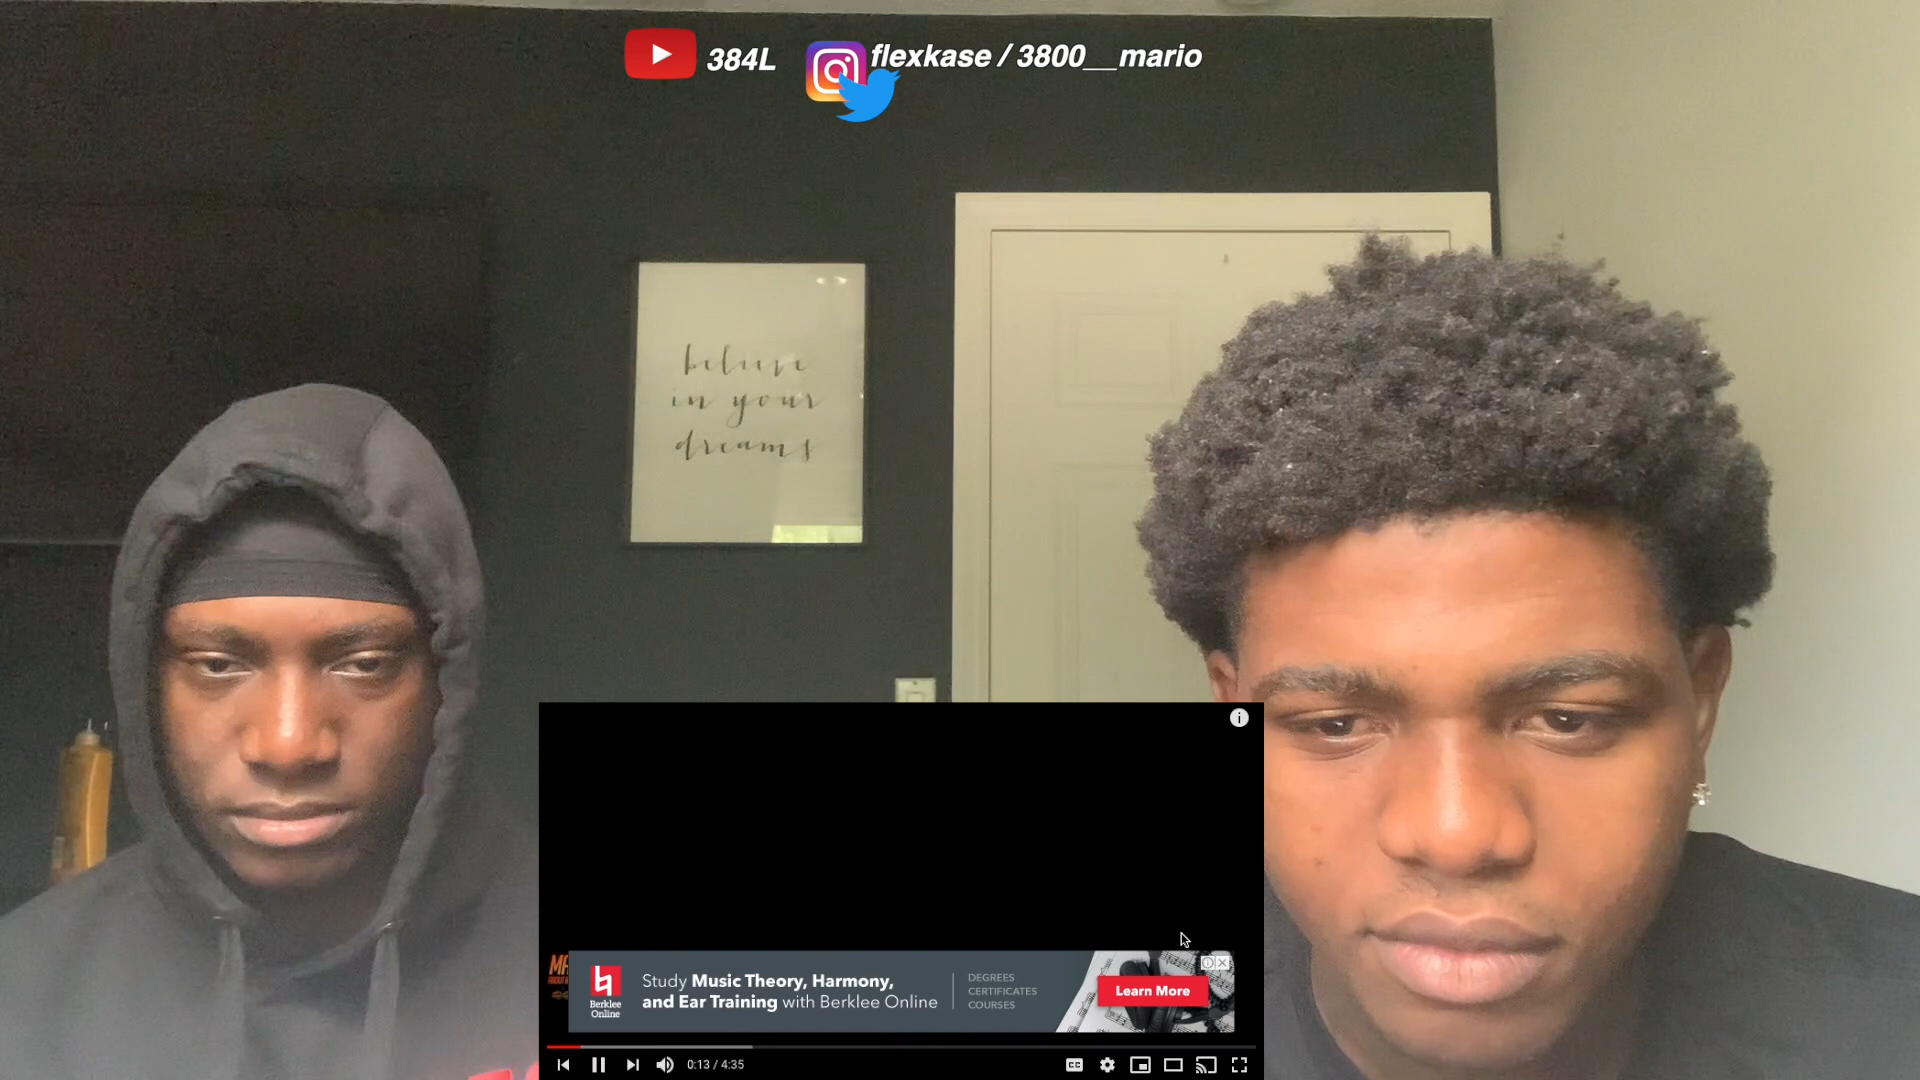 384L
flexkase / 3800__mario
believe
in your
dreams
Study Music Theory, Harmony,
and Ear Training with Berklee Online
Berklee
Online
DEGREES
CERTIFICATES
COURSES
Learn More
0:13 / 4:35
CC